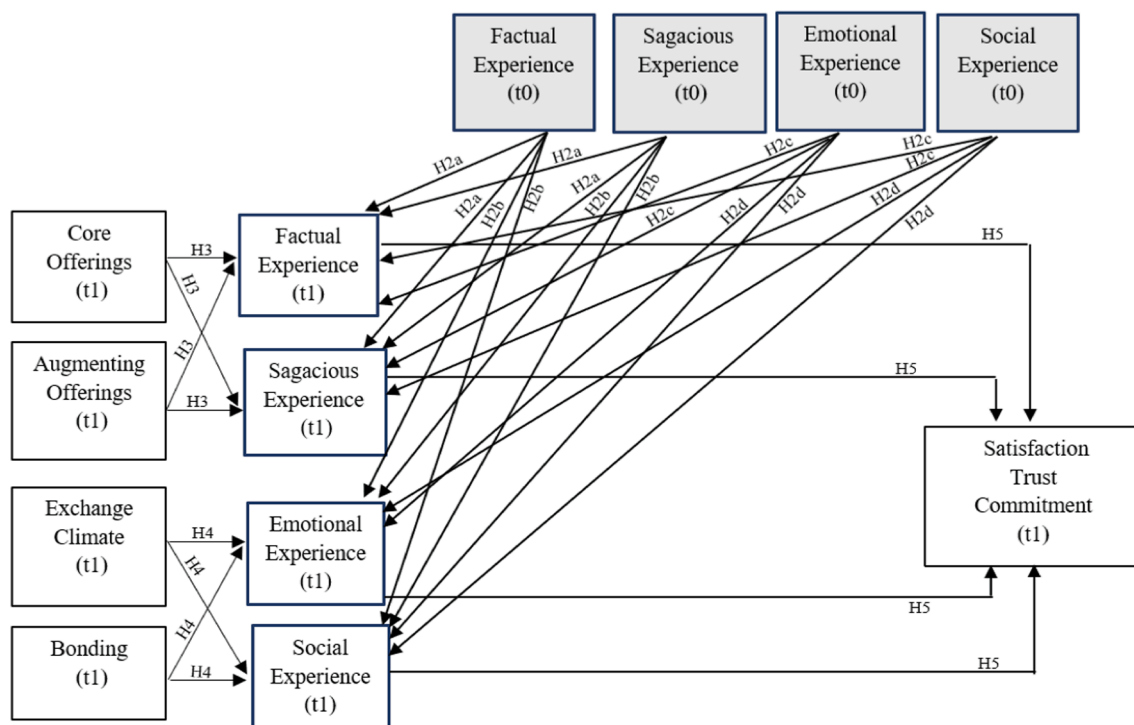 Factual
Experience
(t0)
Sagacious
Experience
(t0)
Emotional
Experience
(t0)
Social
Experience
(t0)
H2a
H2a
H2c
H2c
H2c
H2a
H2b
H2b
H2a
H2b
H2b
H2c
H2d
H2d
H2d
H2d
Core
Offerings
(t1)
H3
H3
Factual
Experience
(t1)
H5
Augmenting
Offerings
(t1)
H3
H3
Sagacious
Experience
(t1)
H5
Satisfaction
Trust
Commitment
(t1)
Exchange
Climate
(t1)
H4
H4
Emotional
Experience
(t1)
H5
Bonding
(t1)
H4
H4
Social
Experience
(t1)
H5